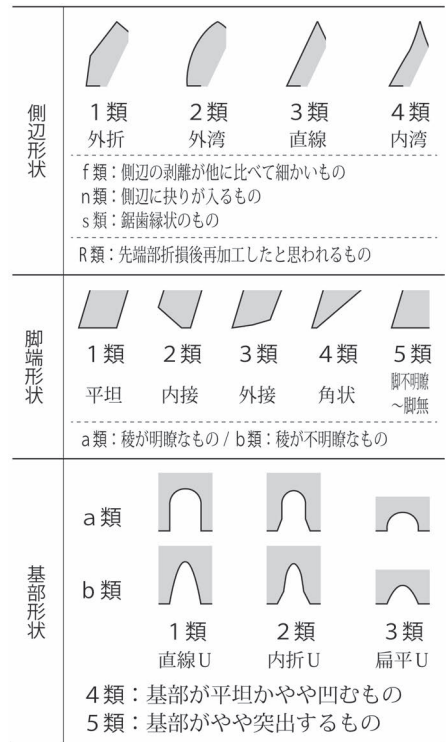 側辺形状
1類 2類 3類 4類
外折 外湾 直線 内湾
f類：側辺の剥離が他に比べて細かいもの
n類：側辺に抉りが入るもの
s類：鋸歯縁状のもの
R類：先端部折損後再加工したと思われるもの
脚端形状
1類 2類 3類 4類 5類
平坦 内接 外接 角状 脚不明瞭
～脚無
a類：稜が明瞭なもの / b類：稜が不明瞭なもの
基部形状
a類
b類
1類 2類 3類
直線U 内折U 扁平U
4類：基部が平坦かやや凹むもの
5類：基部がやや突出するもの